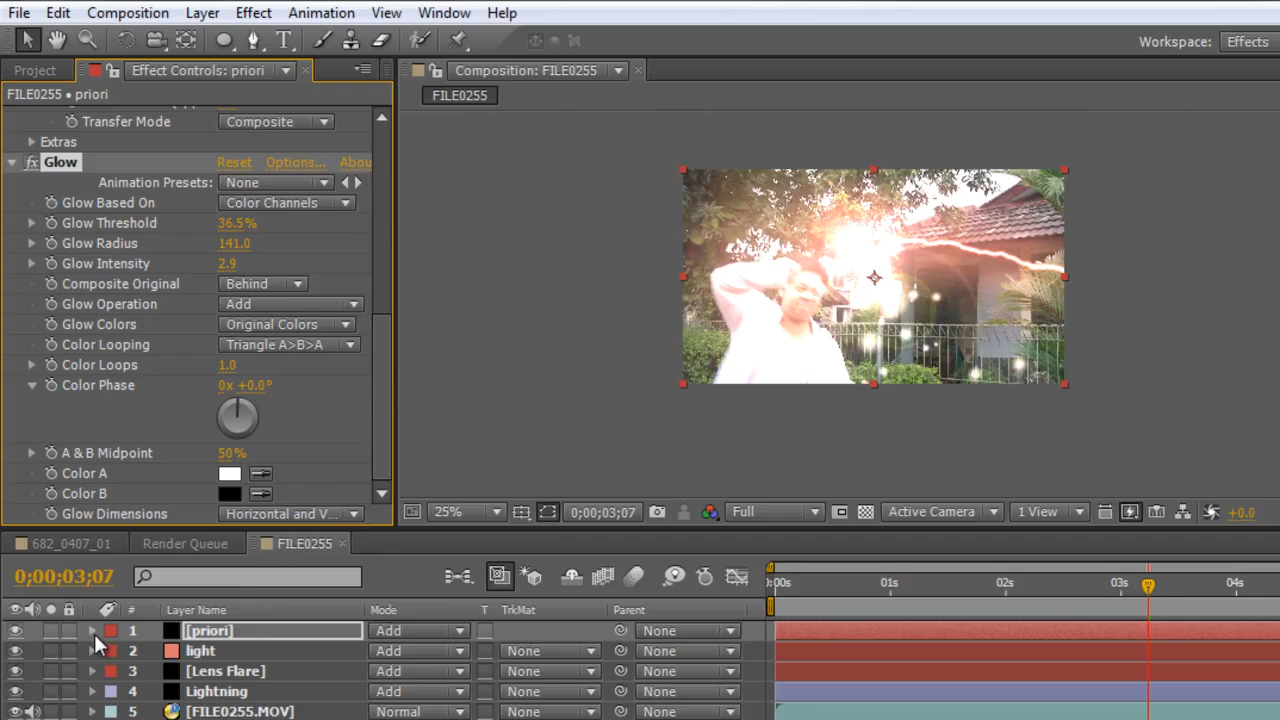 File Edit Composition Layer Effect Animation View Window Help
Workspace: Effects
Project Effect Controls: priori
Composition: FILE0255
FILE0255 • priori
FILE0255
Transfer Mode Composite
Extras
fx Glow Reset Options... Abou
Animation Presets: None
Glow Based On Color Channels
Glow Threshold 36.5%
Glow Radius 141.0
Glow Intensity 2.9
Composite Original Behind
Glow Operation Add
Glow Colors Original Colors
Color Looping Triangle A>B>A
Color Loops 1.0
Color Phase 0x +0.0°
A & B Midpoint 50%
Color A
Color B
Glow Dimensions Horizontal and V...
25% 0;00;03;07 Full Active Camera 1 View +0.0
682_0407_01 Render Queue FILE0255
0;00;03;07
0:00s 01s 02s 03s 04s
# Layer Name Mode T TrkMat Parent
1 [priori] Add None
2 light Add None None
3 [Lens Flare] Add None None
4 Lightning Add None None
5 [FILE0255.MOV] Normal None None